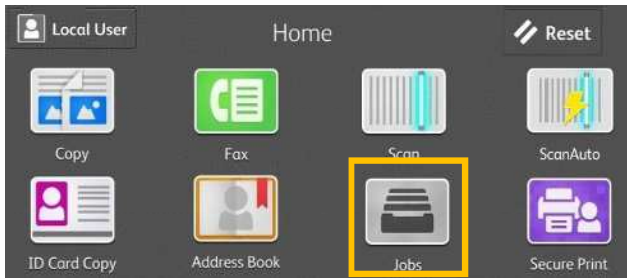 Local User
Home
Reset
Copy
Fax
Scan
ScanAuto
ID Card Copy
Address Book
Jobs
Secure Print